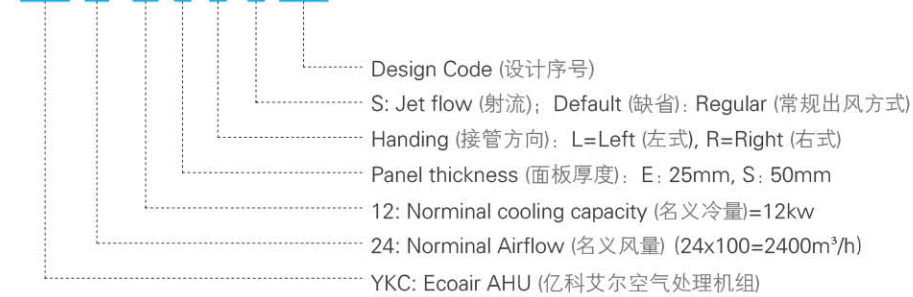 Design Code (设计序号)
S: Jet flow (射流)；Default (缺省)：Regular (常规出风方式)
Handing (接管方向)：L=Left (左式), R=Right (右式)
Panel thickness (面板厚度)：E：25mm, S：50mm
12: Norminal cooling capacity (名义冷量)=12kw
24: Norminal Airflow (名义风量) (24x100=2400m³/h)
YKC: Ecoair AHU (亿科艾尔空气处理机组)